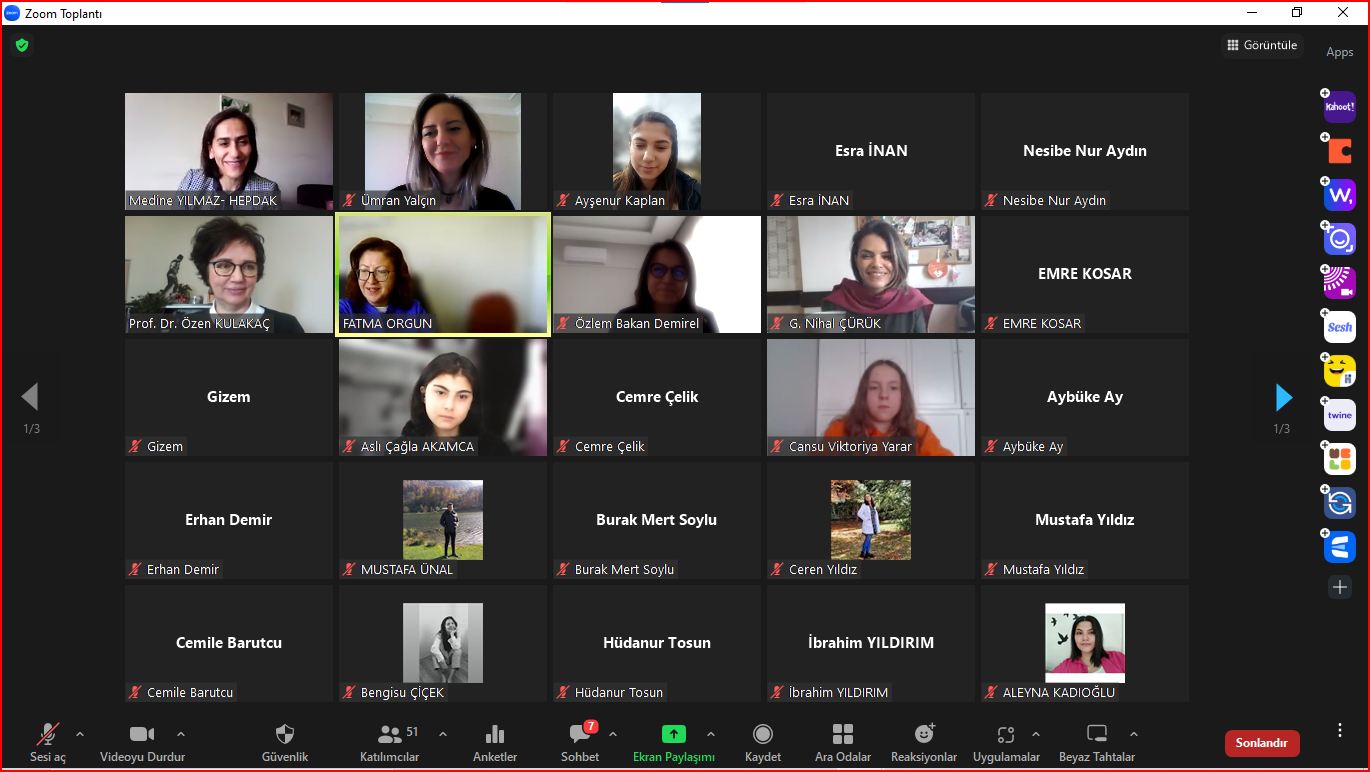 zoom Zoom Toplantı
Görüntüle
Apps
Medine YILMAZ- HEPDAK
Ümran Yalçın
Ayşenur Kaplan
Esra İNAN
Esra İNAN
Nesibe Nur Aydın
Nesibe Nur Aydın
Kahoot!
W,
Prof. Dr. Özen KULAKAÇ
FATMA ORGUN
Özlem Bakan Demirel
G. Nihal ÇÜRÜK
EMRE KOSAR
EMRE KOSAR
Sesh
H
1/3
Gizem
Gizem
Aslı Çağla AKAMCA
Cemre Çelik
Cemre Çelik
Cansu Viktoriya Yarar
Aybüke Ay
Aybüke Ay
1/3
twine
Erhan Demir
Erhan Demir
MUSTAFA ÜNAL
Burak Mert Soylu
Burak Mert Soylu
Ceren Yıldız
Mustafa Yıldız
Mustafa Yıldız
Cemile Barutcu
Cemile Barutcu
Bengisu ÇİÇEK
Hüdanur Tosun
Hüdanur Tosun
İbrahim YILDIRIM
İbrahim YILDIRIM
ALEYNA KADIOĞLU
Sesi aç
Videoyu Durdur
Güvenlik
51
Katılımcılar
Anketler
7
Sohbet
Ekran Paylaşımı
Kaydet
Ara Odalar
Reaksiyonlar
Uygulamalar
Beyaz Tahtalar
Sonlandır